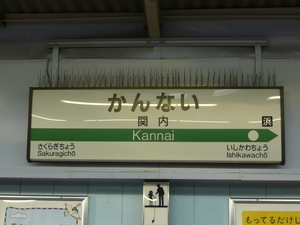 かんない
関内
浜
Kannai
さくらぎちょう
Sakuragichō
いしかわちょう
Ishikawachō
もってるだけじ